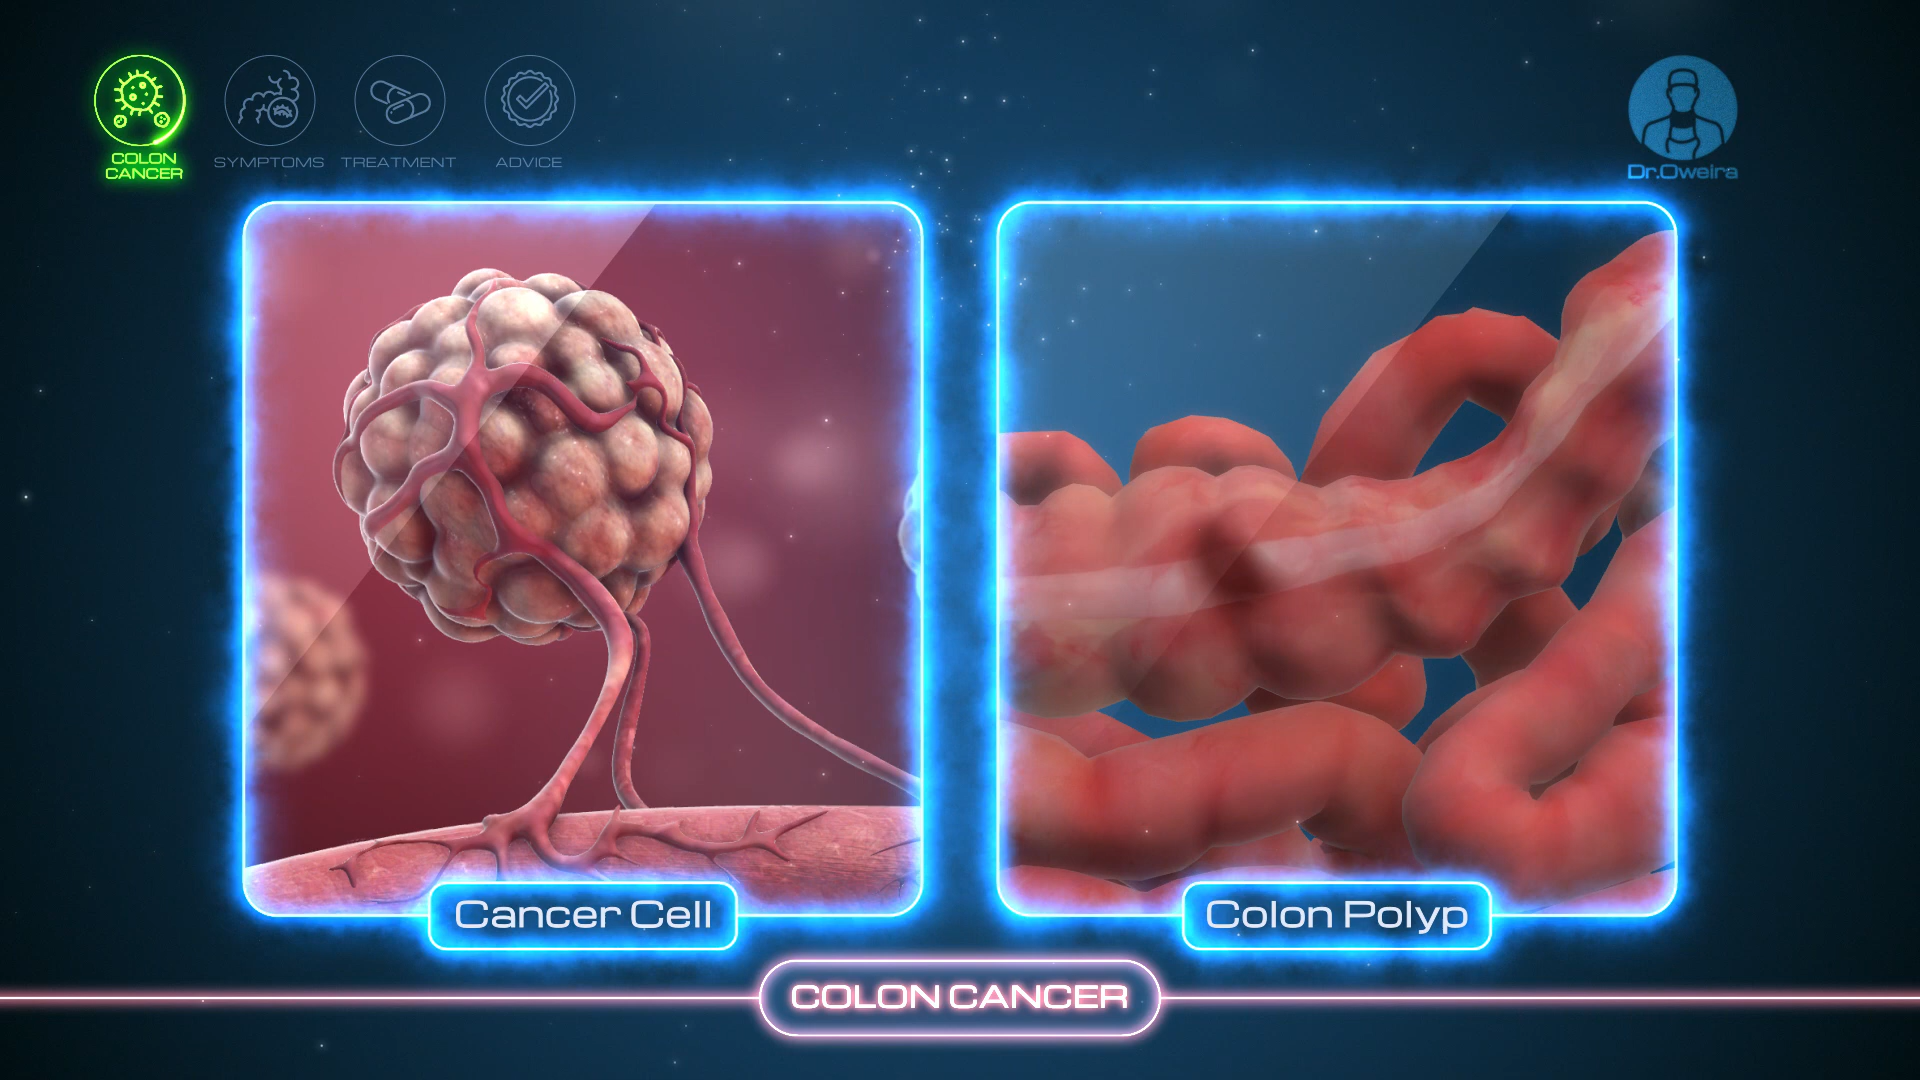 COLON
CANCER
SYMPTOMS
TREATMENT
ADVICE
Dr.Oweira
Cancer Cell
Colon Polyp
COLON CANCER